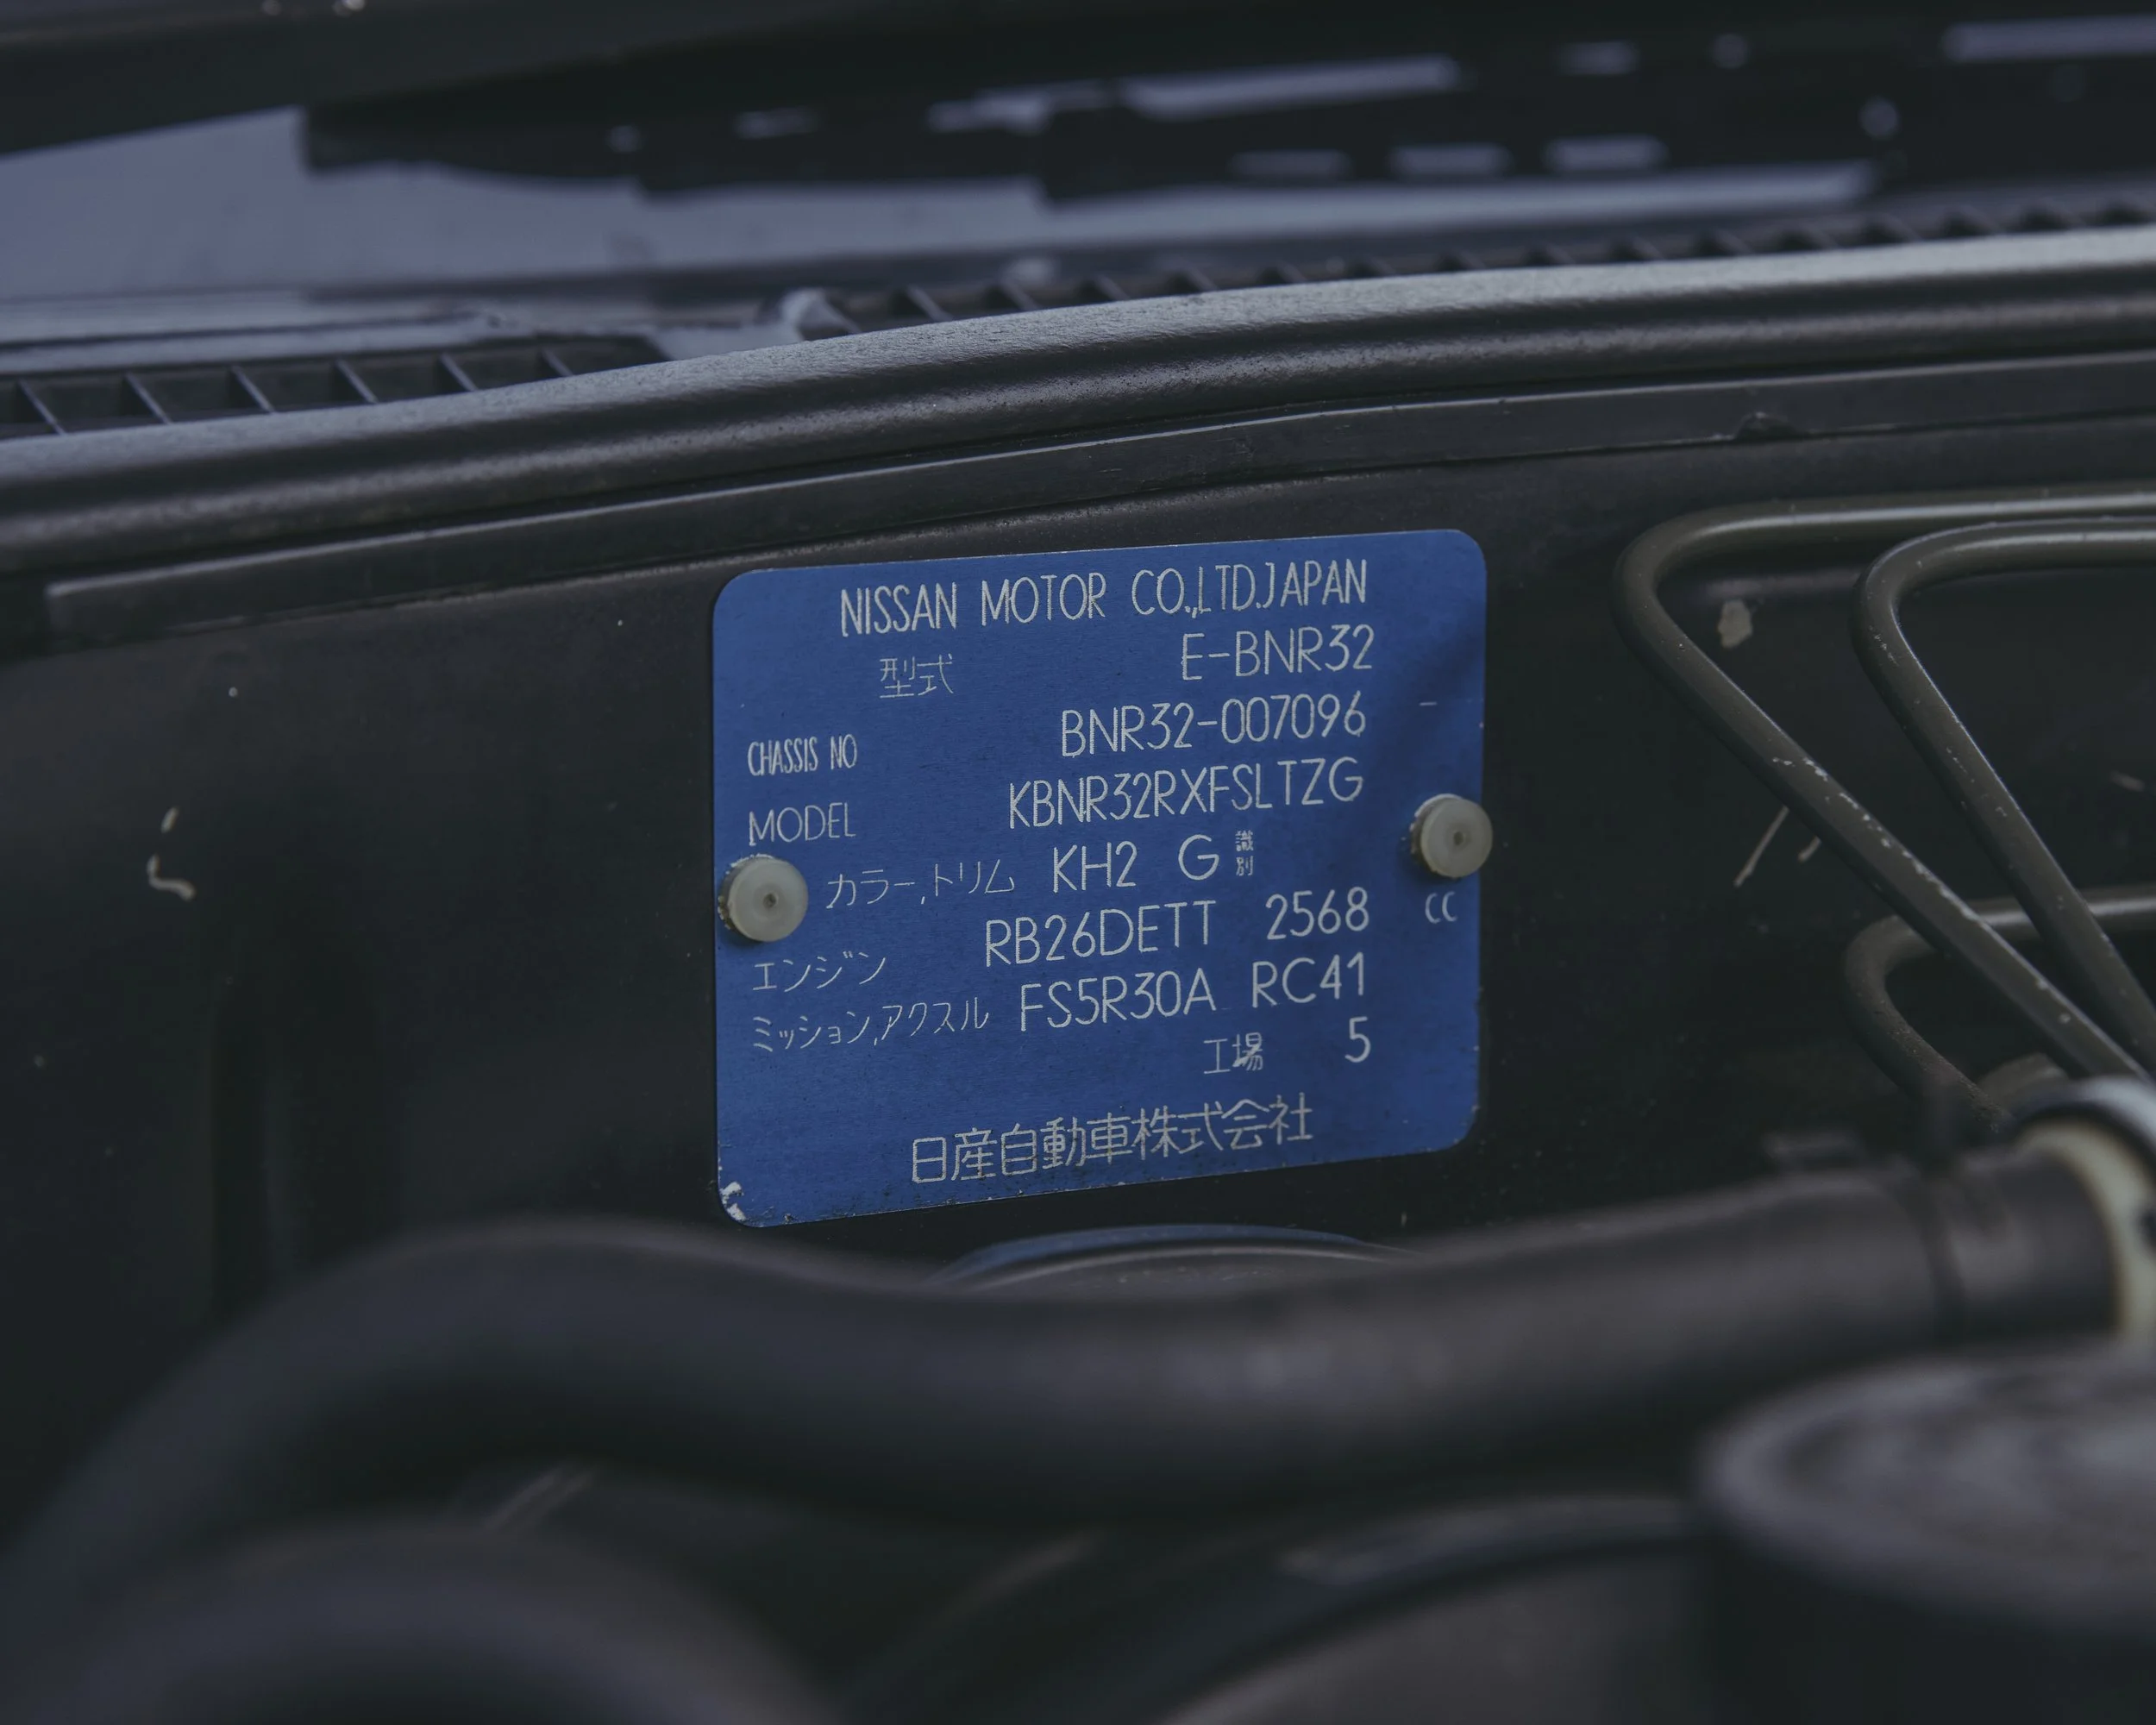 NISSAN MOTOR CO.,LTD.JAPAN
型式 E-BNR32
CHASSIS NO BNR32-007096 -
MODEL KBNR32RXFSLTZG
カラー,トリム KH2 G 識別
エンジン RB26DETT 2568 CC
ミッション,アクスル FS5R30A RC41
工場 5
日産自動車株式会社